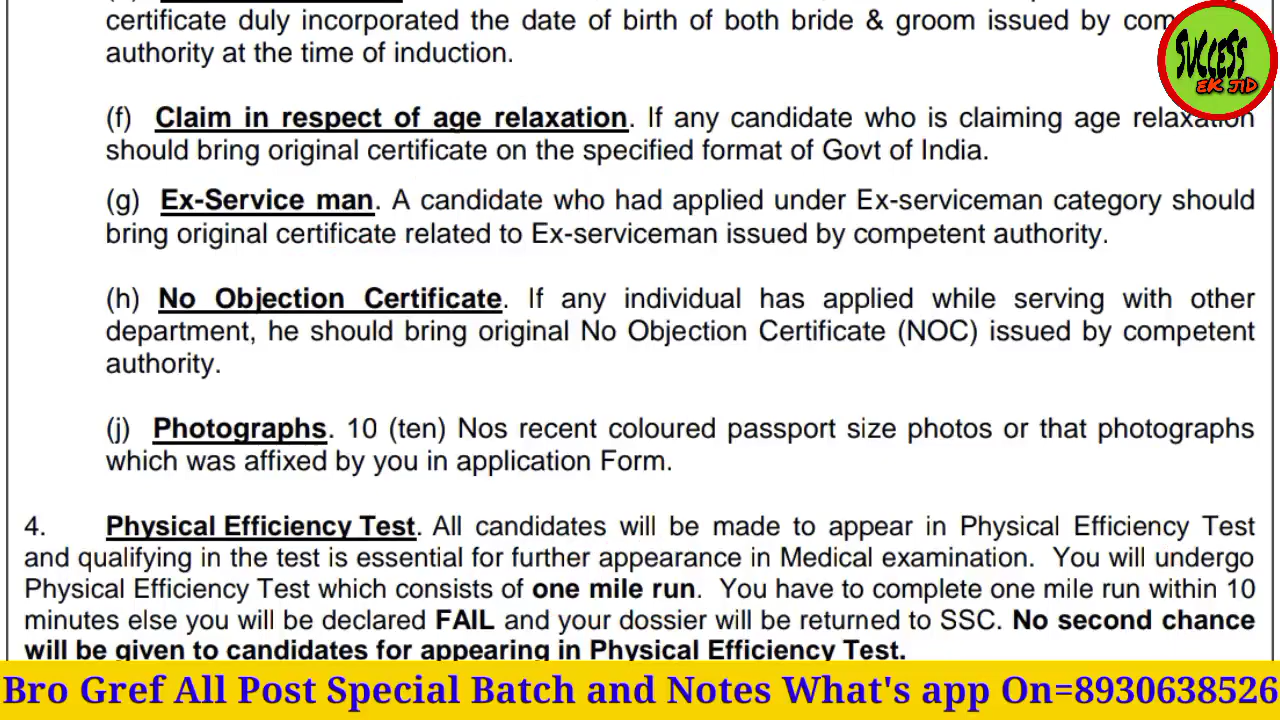 certificate duly incorporated the date of birth of both bride & groom issued by
authority at the time of induction.
(f) Claim in respect of age relaxation. If any candidate who is claiming age relaxation
should bring original certificate on the specified format of Govt of India.
(g) Ex-Service man. A candidate who had applied under Ex-serviceman category should
bring original certificate related to Ex-serviceman issued by competent authority.
(h) No Objection Certificate. If any individual has applied while serving with other
department, he should bring original No Objection Certificate (NOC) issued by competent
authority.
(j) Photographs. 10 (ten) Nos recent coloured passport size photos or that photographs
which was affixed by you in application Form.
4. Physical Efficiency Test. All candidates will be made to appear in Physical Efficiency Test
and qualifying in the test is essential for further appearance in Medical examination. You will undergo
Physical Efficiency Test which consists of one mile run. You have to complete one mile run within 10
minutes else you will be declared FAIL and your dossier will be returned to SSC. No second chance
will be given to candidates for appearing in Physical Efficiency Test.
SUCCESS
EK JID
Bro Gref All Post Special Batch and Notes What's app On=8930638526